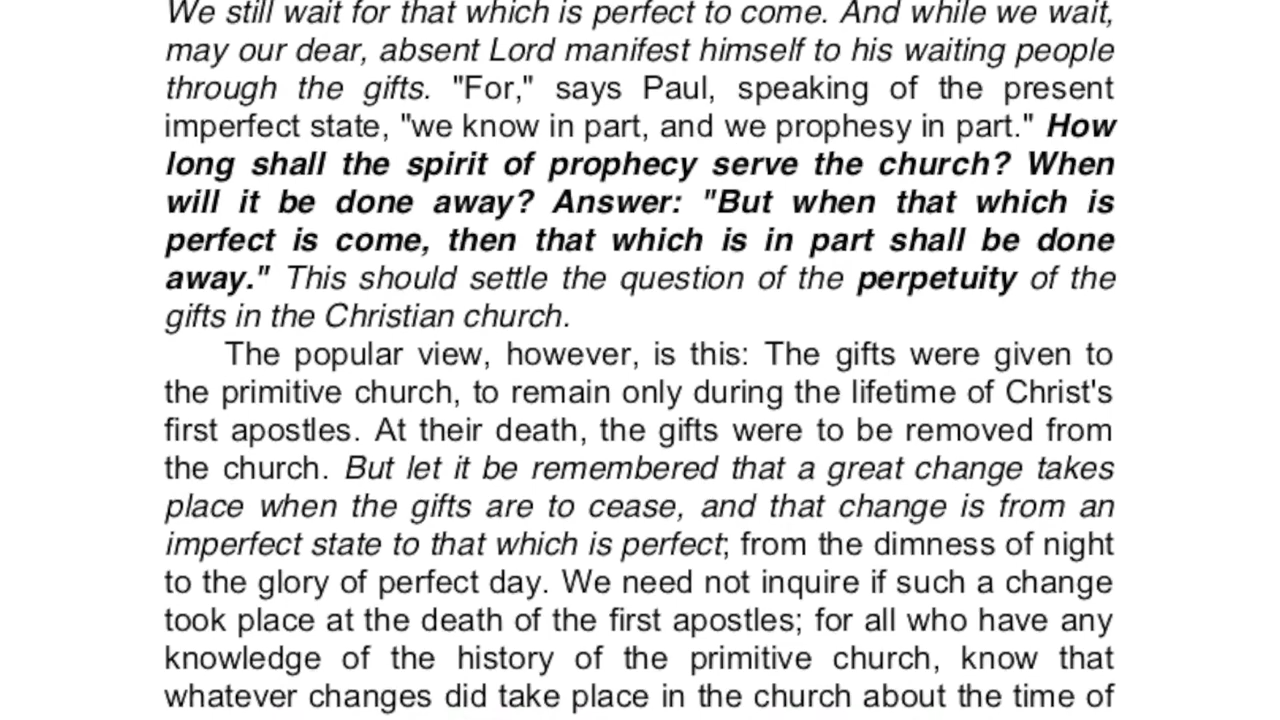 We still wait for that which is perfect to come. And while we wait,
may our dear, absent Lord manifest himself to his waiting people
through the gifts. "For," says Paul, speaking of the present
imperfect state, "we know in part, and we prophesy in part." How
long shall the spirit of prophecy serve the church? When
will it be done away? Answer: "But when that which is
perfect is come, then that which is in part shall be done
away." This should settle the question of the perpetuity of the
gifts in the Christian church.
The popular view, however, is this: The gifts were given to
the primitive church, to remain only during the lifetime of Christ's
first apostles. At their death, the gifts were to be removed from
the church. But let it be remembered that a great change takes
place when the gifts are to cease, and that change is from an
imperfect state to that which is perfect; from the dimness of night
to the glory of perfect day. We need not inquire if such a change
took place at the death of the first apostles; for all who have any
knowledge of the history of the primitive church, know that
whatever changes did take place in the church about the time of